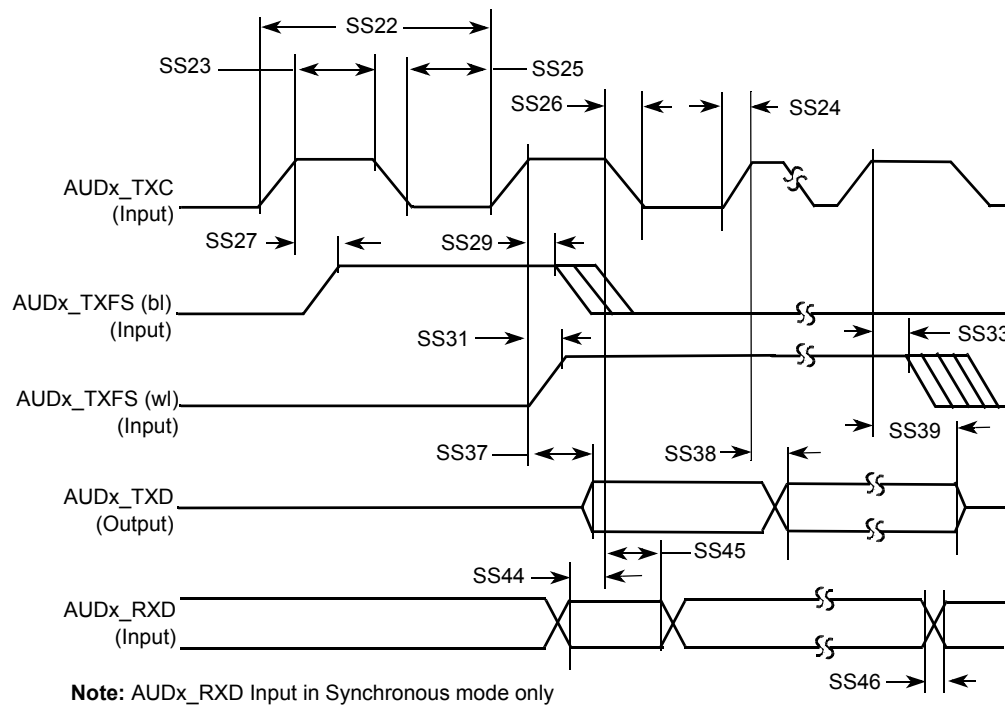 SS22
SS23
SS25
SS26
SS24
AUDx_TXC
(Input)
SS27
SS29
AUDx_TXFS (bl)
(Input)
SS31
SS33
AUDx_TXFS (wl)
(Input)
SS39
SS37
SS38
AUDx_TXD
(Output)
SS45
SS44
AUDx_RXD
(Input)
SS46
Note: AUDx_RXD Input in Synchronous mode only